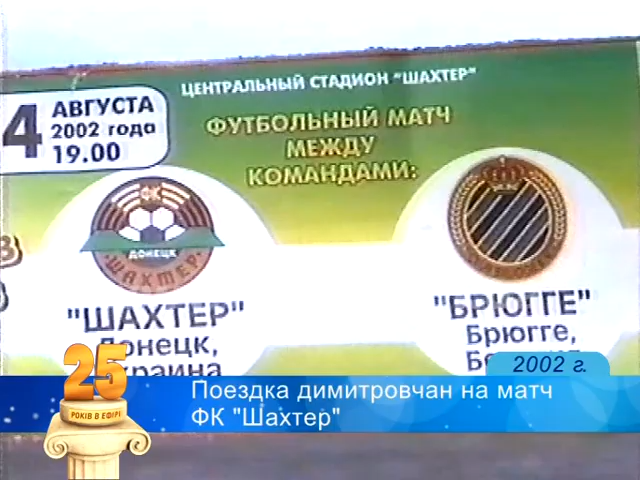 ЦЕНТРАЛЬНЫЙ СТАДИОН "ШАХТЕР"
4 АВГУСТА
2002 года
19.00
ФУТБОЛЬНЫЙ МАТЧ
МЕЖДУ
КОМАНДАМИ:
ФК
ДОНЕЦК
ШАХТЕР
"ШАХТЕР"
Донецк,
"БРЮГГЕ"
Брюгге,
2002 г.
Поездка димитровчан на матч
ФК "Шахтер"
25
РОКІВ В ЕФІРІ